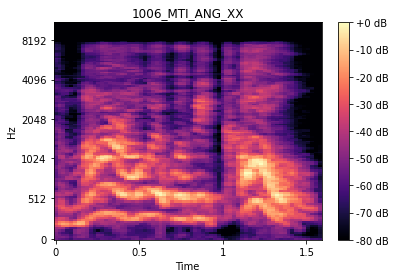 1006_MTI_ANG_XX
+0 dB
8192
-10 dB
4096
-20 dB
-30 dB
2048
Hz
-40 dB
1024
-50 dB
-60 dB
512
-70 dB
0
-80 dB
0 0.5 1 1.5
Time